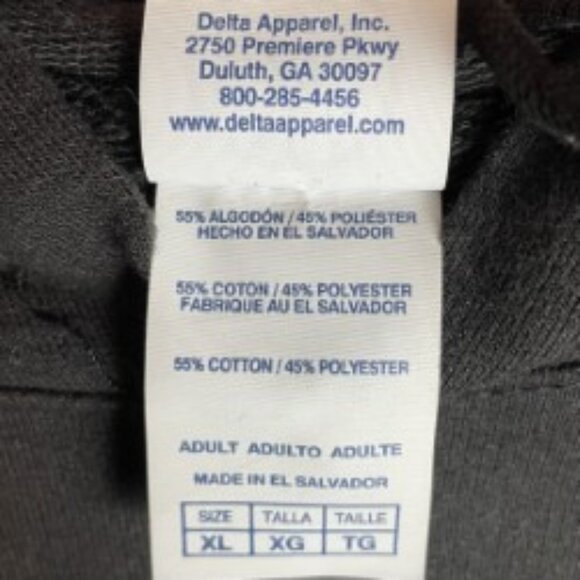 Delta Apparel, Inc.
2750 Premiere Pkwy
Duluth, GA 30097
800-285-4456
www.deltaapparel.com
55% ALGODÓN / 45% POLIÉSTER
HECHO EN EL SALVADOR
55% COTON / 45% POLYESTER
FABRIQUE AU EL SALVADOR
55% COTTON / 45% POLYESTER
ADULT ADULTO ADULTE
MADE IN EL SALVADOR
SIZE TALLA TAILLE
XL XG TG